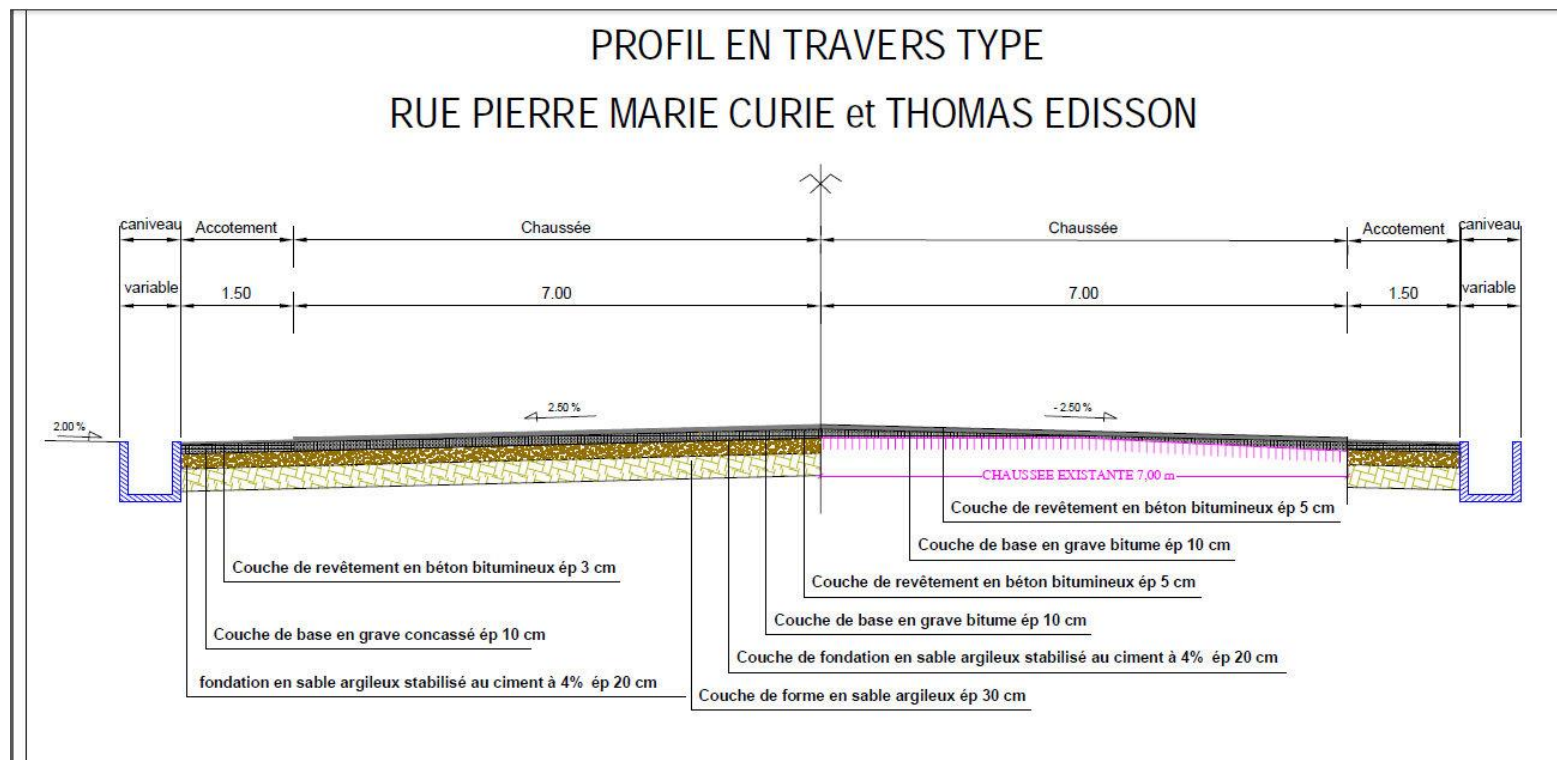 PROFIL EN TRAVERS TYPE
RUE PIERRE MARIE CURIE et THOMAS EDISSON
caniveau
Accotement
Chaussée
Chaussée
Accotement
caniveau
variable
1.50
7.00
7.00
1.50
variable
2.00 %
2.50 %
- 2.50 %
CHAUSSEE EXISTANTE 7,00 m
Couche de revêtement en béton bitumineux ép 5 cm
Couche de base en grave bitume ép 10 cm
Couche de revêtement en béton bitumineux ép 3 cm
Couche de revêtement en béton bitumineux ép 5 cm
Couche de base en grave bitume ép 10 cm
Couche de base en grave concassé ép 10 cm
Couche de fondation en sable argileux stabilisé au ciment à 4% ép 20 cm
fondation en sable argileux stabilisé au ciment à 4% ép 20 cm
Couche de forme en sable argileux ép 30 cm